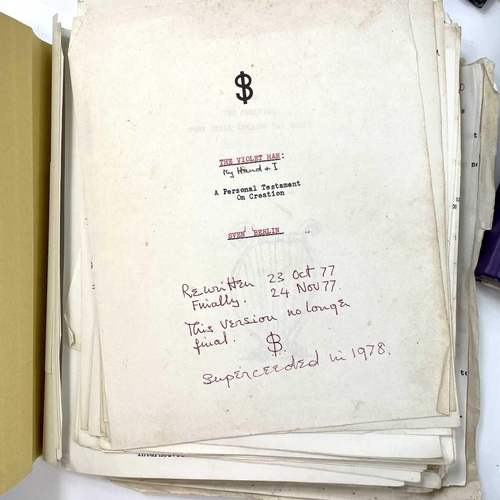 THE VIOLET MAN:
My Hand & I
A Personal Testament
On Creation
SVEN BERLIN
Rewritten 23 Oct 77
Finally. 24 Nov 77.
This version no longer
final.
Superceeded in 1978.